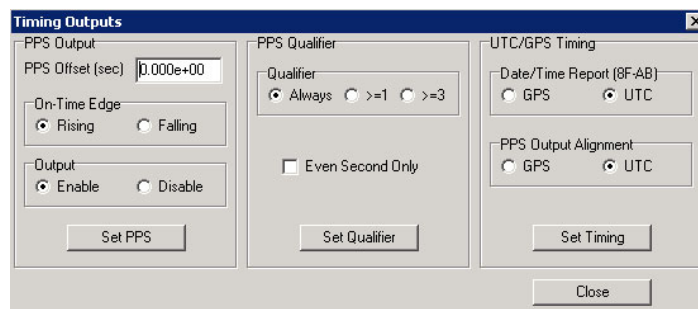 Timing Outputs
PPS Output
PPS Offset (sec) 0.000e+00
On-Time Edge
Rising Falling
Output
Enable Disable
Set PPS
PPS Qualifier
Qualifier
Always >=1 >=3
Even Second Only
Set Qualifier
UTC/GPS Timing
Date/Time Report (8F-AB)
GPS UTC
PPS Output Alignment
GPS UTC
Set Timing
Close